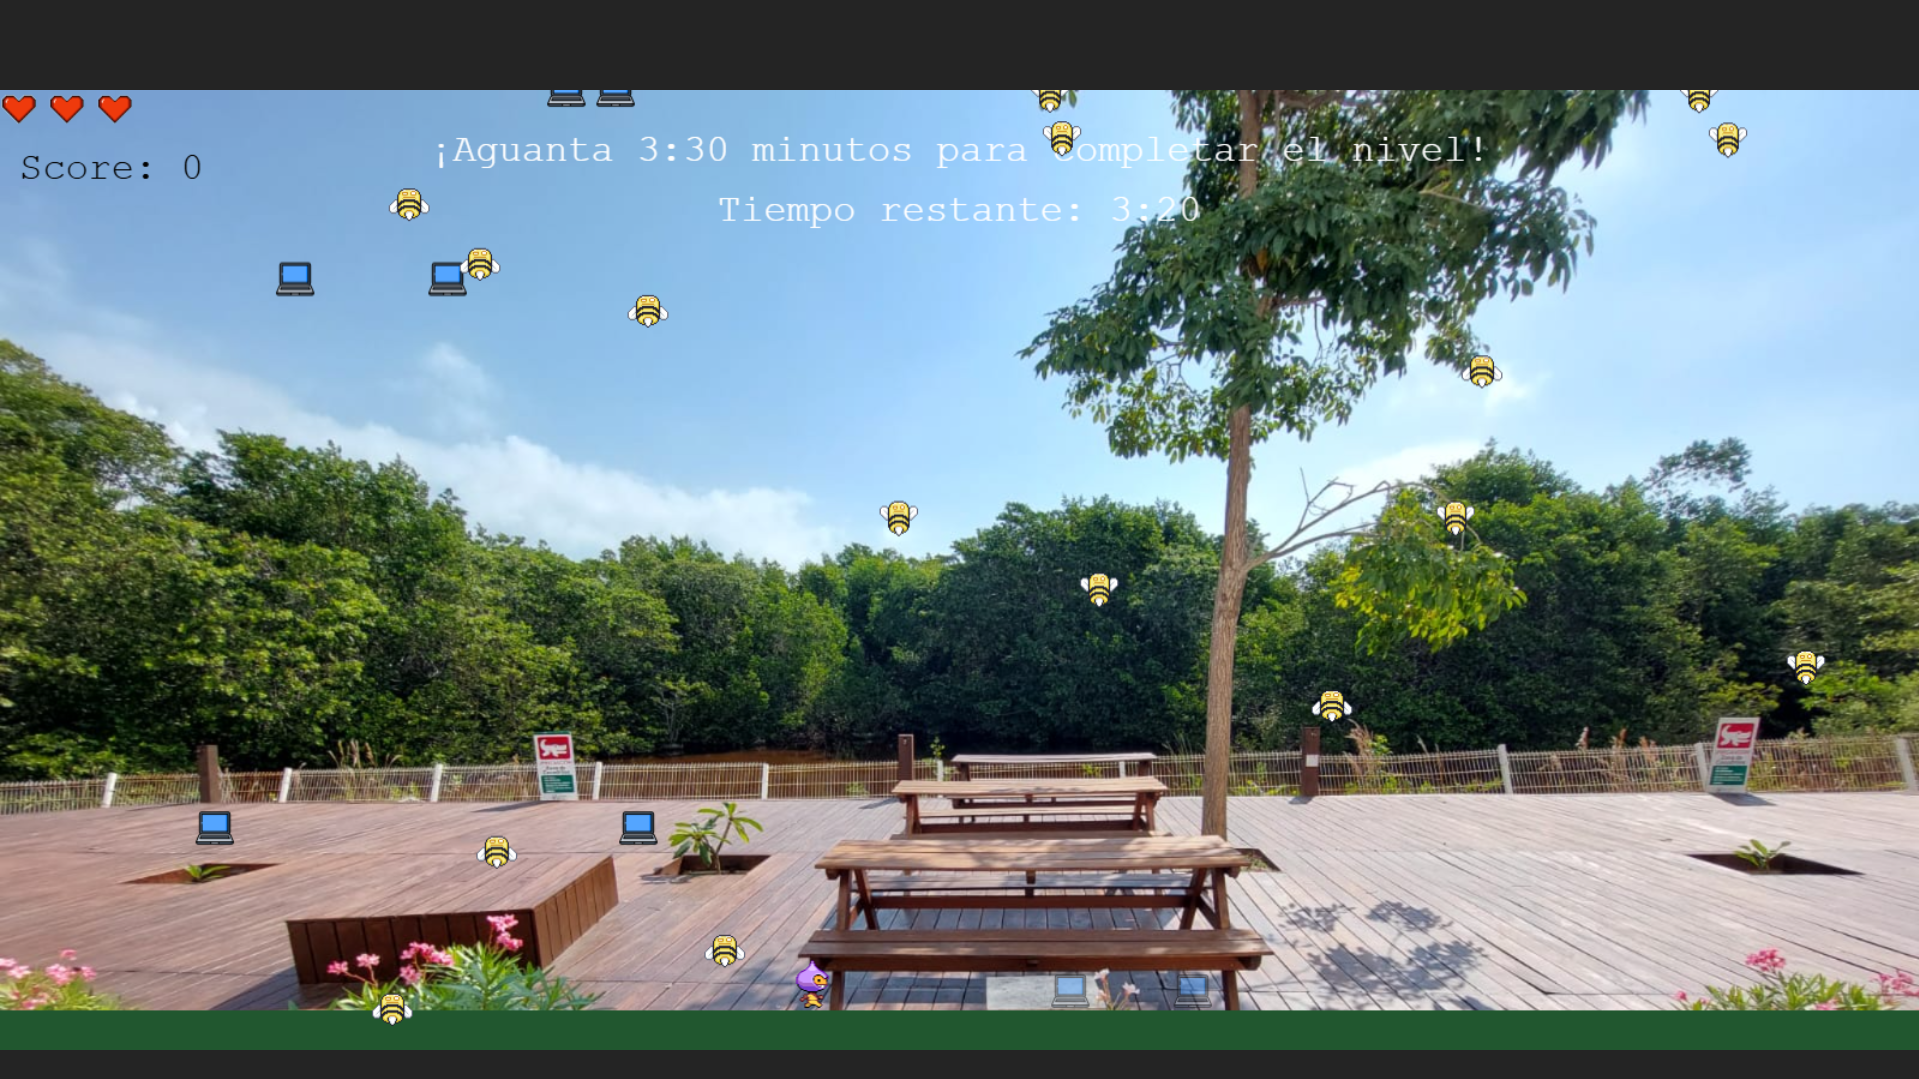 ¡Aguanta 3:30 minutos para completar el nivel!
Score: 0
Tiempo restante: 3:20